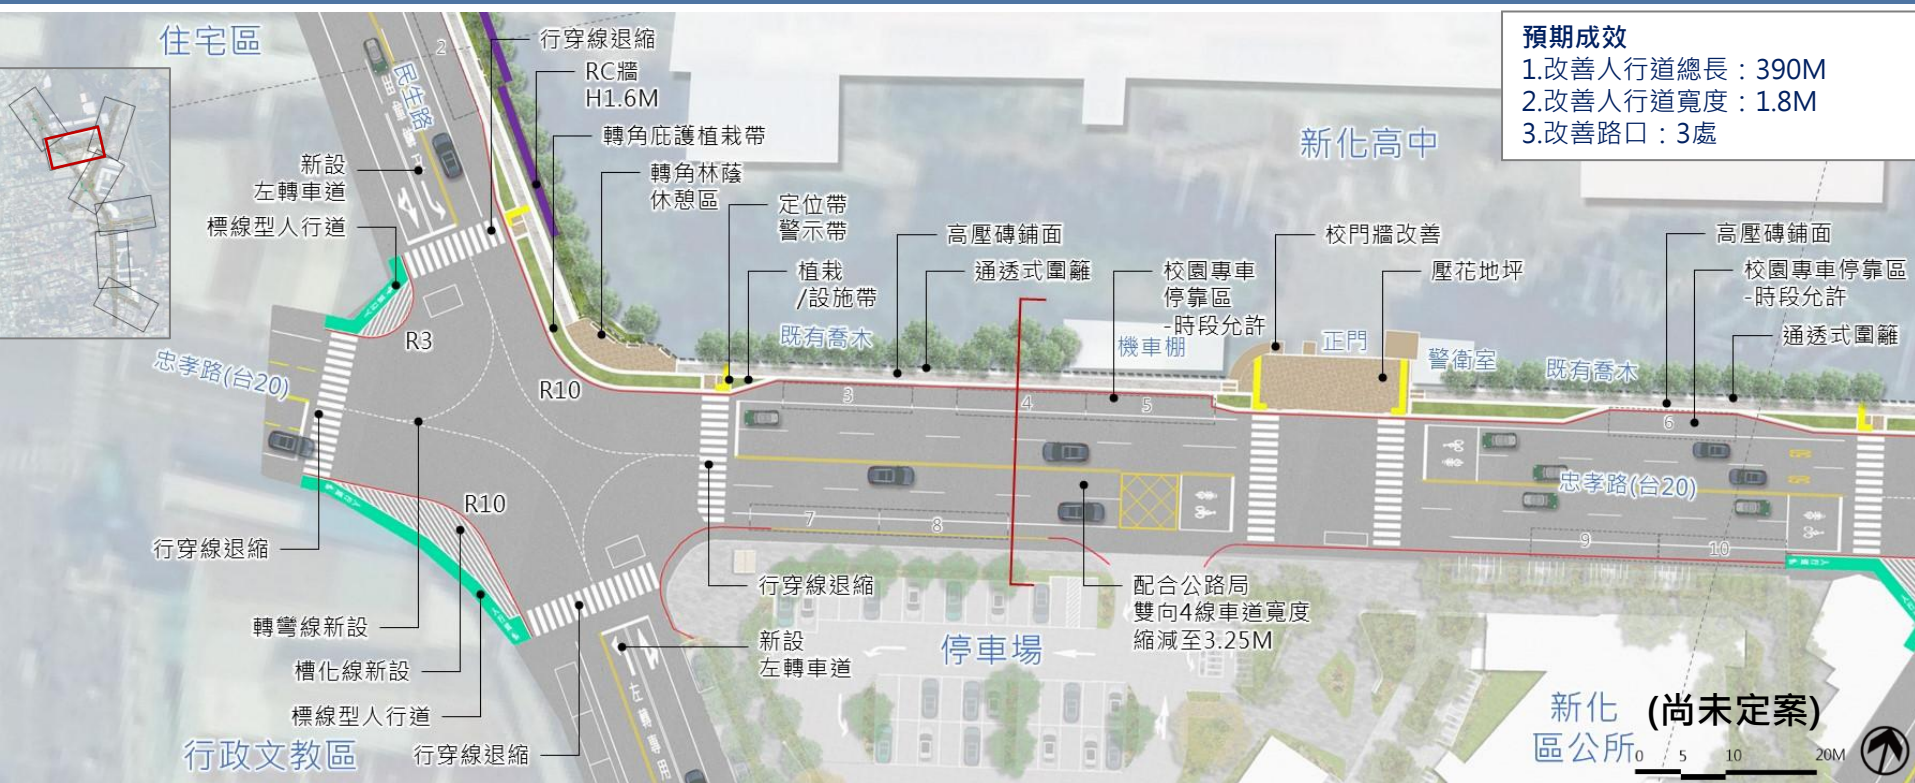 住宅區
2
行穿線退縮
RC牆
H1.6M
民生路
轉角庇護植栽帶
新設
左轉車道
轉角林蔭
休憩區
標線型人行道
定位帶
警示帶
高壓磚鋪面
植栽
/設施帶
通透式圍籬
校園專車
停靠區
-時段允許
新化高中
預期成效
1.改善人行道總長：390M
2.改善人行道寬度：1.8M
3.改善路口：3處
校門牆改善
壓花地坪
高壓磚鋪面
校園專車停靠區
-時段允許
通透式圍籬
R3
R10
既有喬木
機車棚
正門
警衛室
既有喬木
忠孝路(台20)
3
4
5
6
忠孝路(台20)
R10
7
8
9
10
行穿線退縮
行穿線退縮
配合公路局
雙向4線車道寬度
縮減至3.25M
轉彎線新設
新設
左轉車道
停車場
槽化線新設
標線型人行道
行穿線退縮
行政文教區
新化
區公所
(尚未定案)
0 5 10 20M